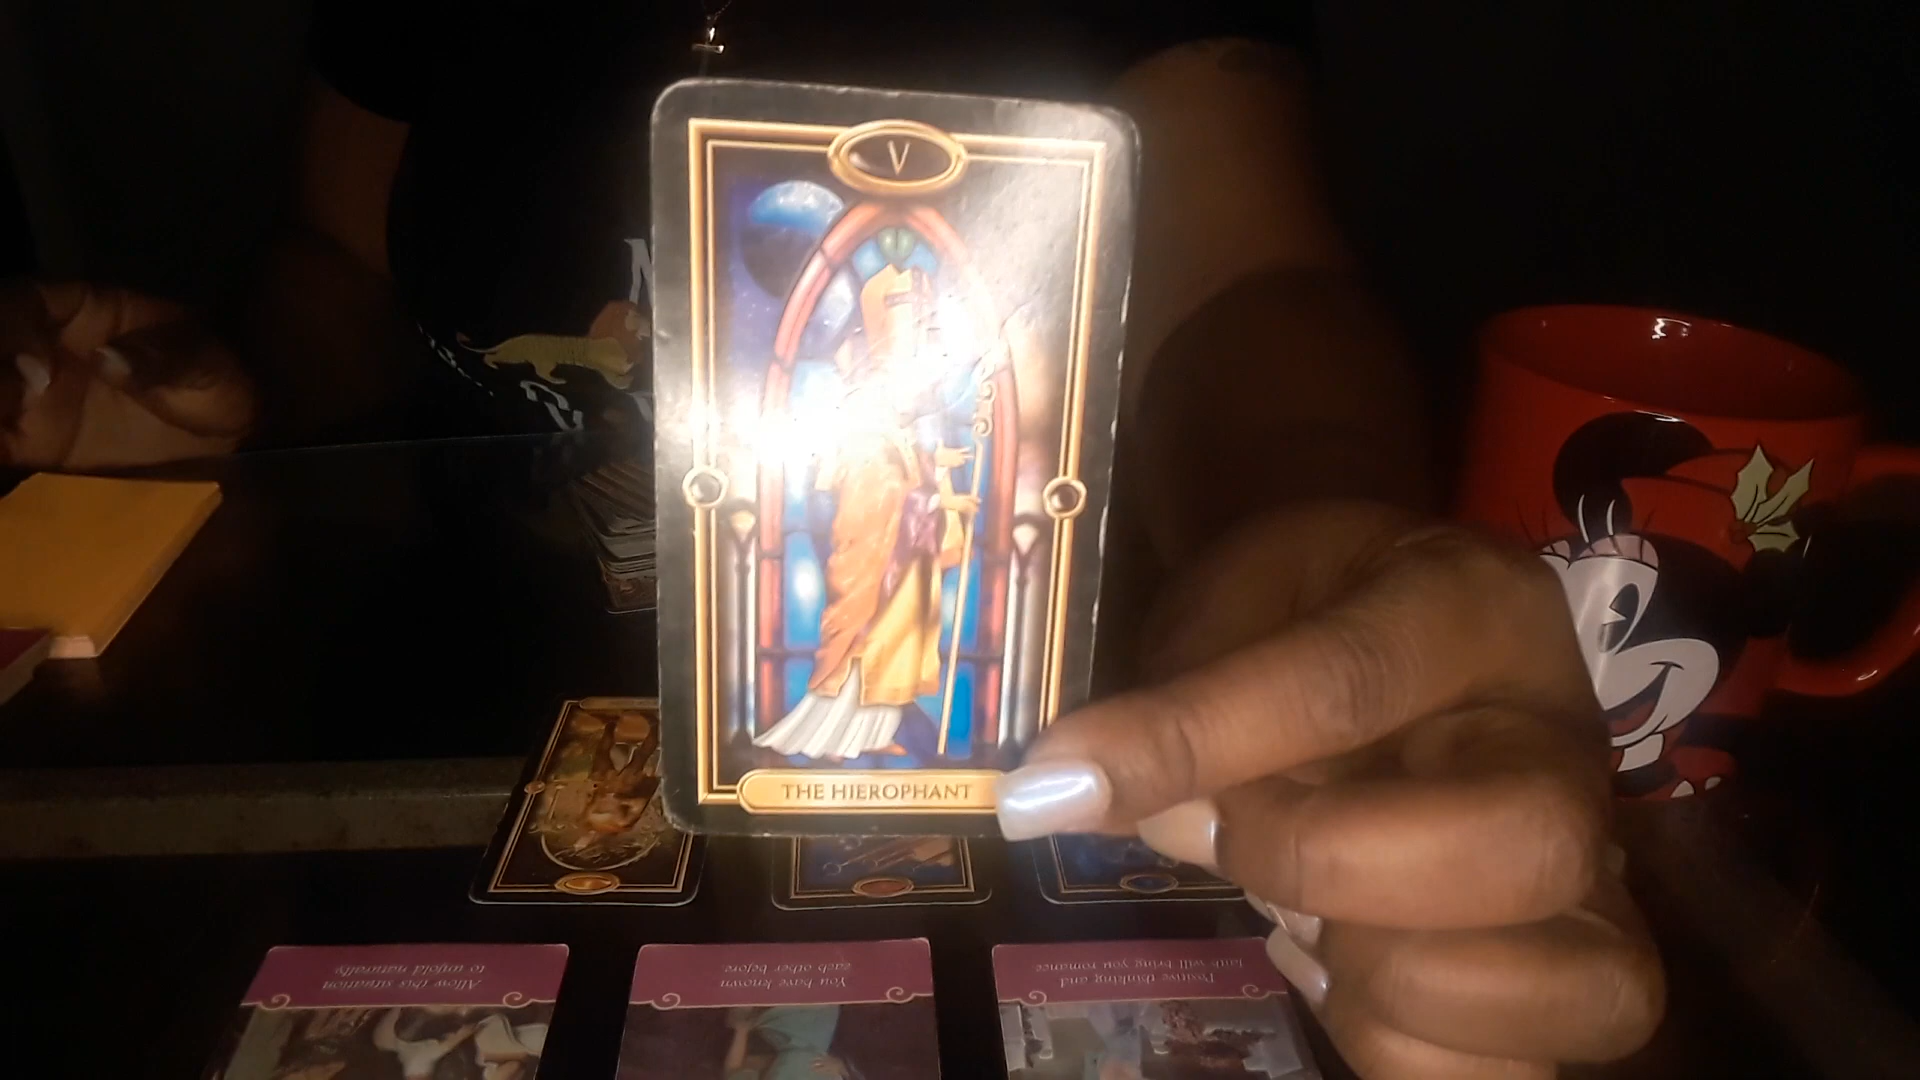 V
THE HIEROPHANT
Allow this situation
to unfold naturally
You have known
each other before
Positive thinking and
faith will bring you romance